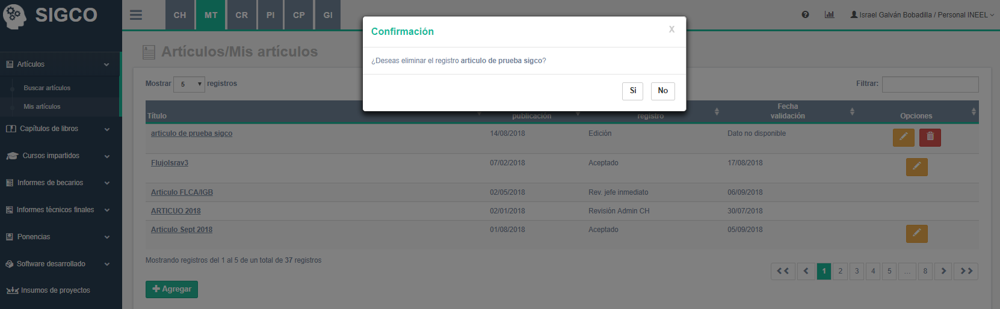 SIGCO
CH MT CR PI CP GI
Israel Galván Bobadilla / Personal INEEL
Confirmación
X
¿Deseas eliminar el registro articulo de prueba sigco?
Si No
Artículos
Buscar artículos
Mis artículos
Capítulos de libros
Cursos impartidos
Informes de becarios
Informes técnicos finales
Ponencias
Software desarrollado
Insumos de proyectos
Artículos/Mis artículos
Mostrar 5 registros
Filtrar:
Título publicación registro Fecha validación Opciones
articulo de prueba sigco 14/08/2018 Edición Dato no disponible
FlujoIsrav3 07/02/2018 Aceptado 17/08/2018
Articulo FLCA/IGB 02/05/2018 Rev. jefe inmediato 06/09/2018
ARTICUO 2018 02/01/2018 Revisión Admin CH 30/07/2018
Articulo Sept 2018 01/08/2018 Aceptado 05/09/2018
Mostrando registros del 1 al 5 de un total de 37 registros
1 2 3 4 5 ... 8
Agregar